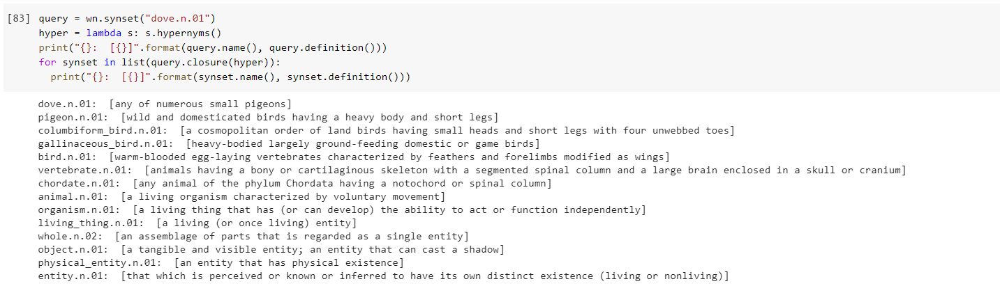 [83] query = wn.synset("dove.n.01")
hyper = lambda s: s.hypernyms()
print("{}:  [{}]".format(query.name(), query.definition()))
for synset in list(query.closure(hyper)):
  print("{}:  [{}]".format(synset.name(), synset.definition()))
dove.n.01:  [any of numerous small pigeons]
pigeon.n.01:  [wild and domesticated birds having a heavy body and short legs]
columbiform_bird.n.01:  [a cosmopolitan order of land birds having small heads and short legs with four unwebbed toes]
gallinaceous_bird.n.01:  [heavy-bodied largely ground-feeding domestic or game birds]
bird.n.01:  [warm-blooded egg-laying vertebrates characterized by feathers and forelimbs modified as wings]
vertebrate.n.01:  [animals having a bony or cartilaginous skeleton with a segmented spinal column and a large brain enclosed in a skull or cranium]
chordate.n.01:  [any animal of the phylum Chordata having a notochord or spinal column]
animal.n.01:  [a living organism characterized by voluntary movement]
organism.n.01:  [a living thing that has (or can develop) the ability to act or function independently]
living_thing.n.01:  [a living (or once living) entity]
whole.n.02:  [an assemblage of parts that is regarded as a single entity]
object.n.01:  [a tangible and visible entity; an entity that can cast a shadow]
physical_entity.n.01:  [an entity that has physical existence]
entity.n.01:  [that which is perceived or known or inferred to have its own distinct existence (living or nonliving)]